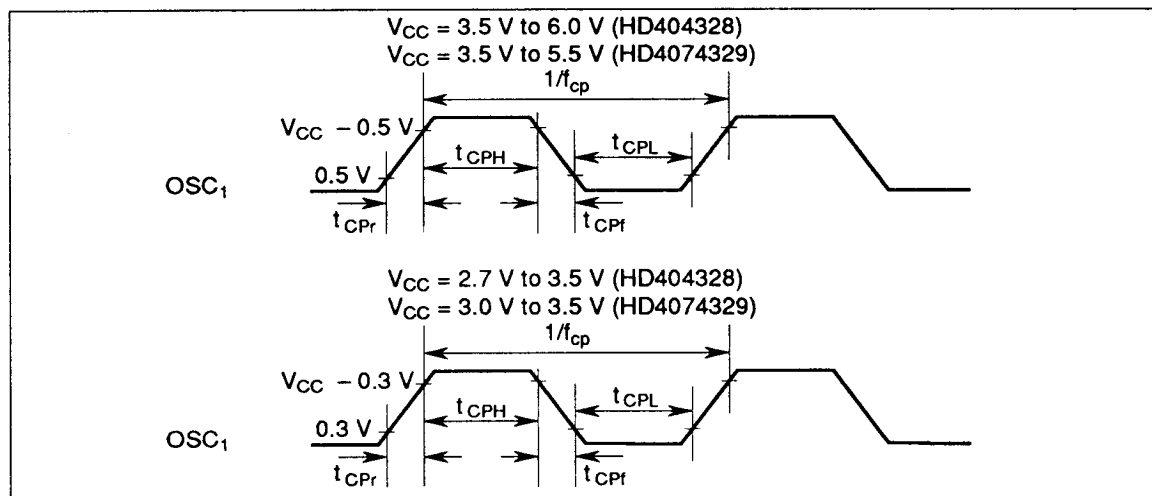 V_CC = 3.5 V to 6.0 V (HD404328)
V_CC = 3.5 V to 5.5 V (HD4074329)
1/f_cp
V_CC − 0.5 V
t_CPH
t_CPL
0.5 V
OSC₁
t_CPr
t_CPf
V_CC = 2.7 V to 3.5 V (HD404328)
V_CC = 3.0 V to 3.5 V (HD4074329)
1/f_cp
V_CC − 0.3 V
t_CPH
t_CPL
0.3 V
OSC₁
t_CPr
t_CPf